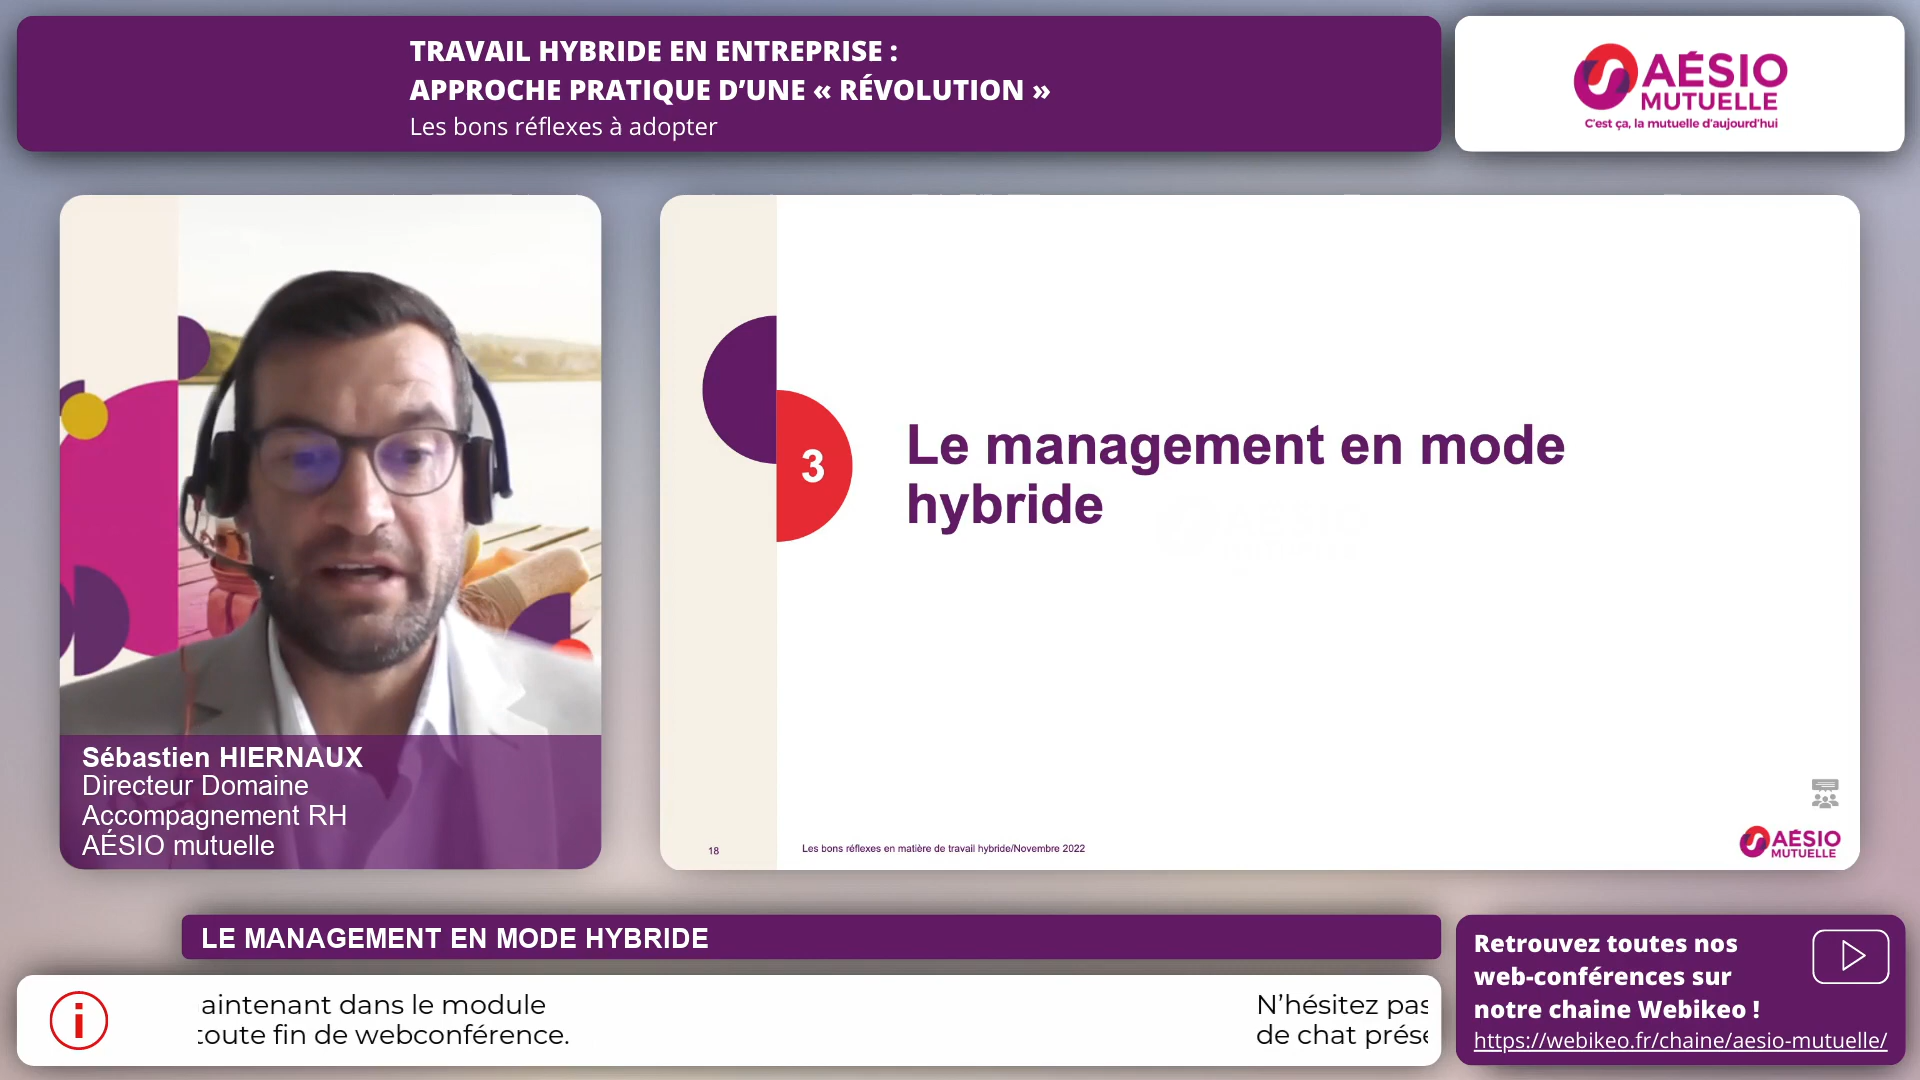 TRAVAIL HYBRIDE EN ENTREPRISE :
APPROCHE PRATIQUE D’UNE « RÉVOLUTION »
Les bons réflexes à adopter
AÉSIO
MUTUELLE
C'est ça, la mutuelle d'aujourd'hui
3
Le management en mode
hybride
Sébastien HIERNAUX
Directeur Domaine
Accompagnement RH
AÉSIO mutuelle
18
Les bons réflexes en matière de travail hybride/Novembre 2022
AÉSIO
MUTUELLE
LE MANAGEMENT EN MODE HYBRIDE
i
aintenant dans le module
toute fin de webconférence.
N’hésitez pas
de chat prése
Retrouvez toutes nos
web-conférences sur
notre chaine Webikeo !
https://webikeo.fr/chaine/aesio-mutuelle/